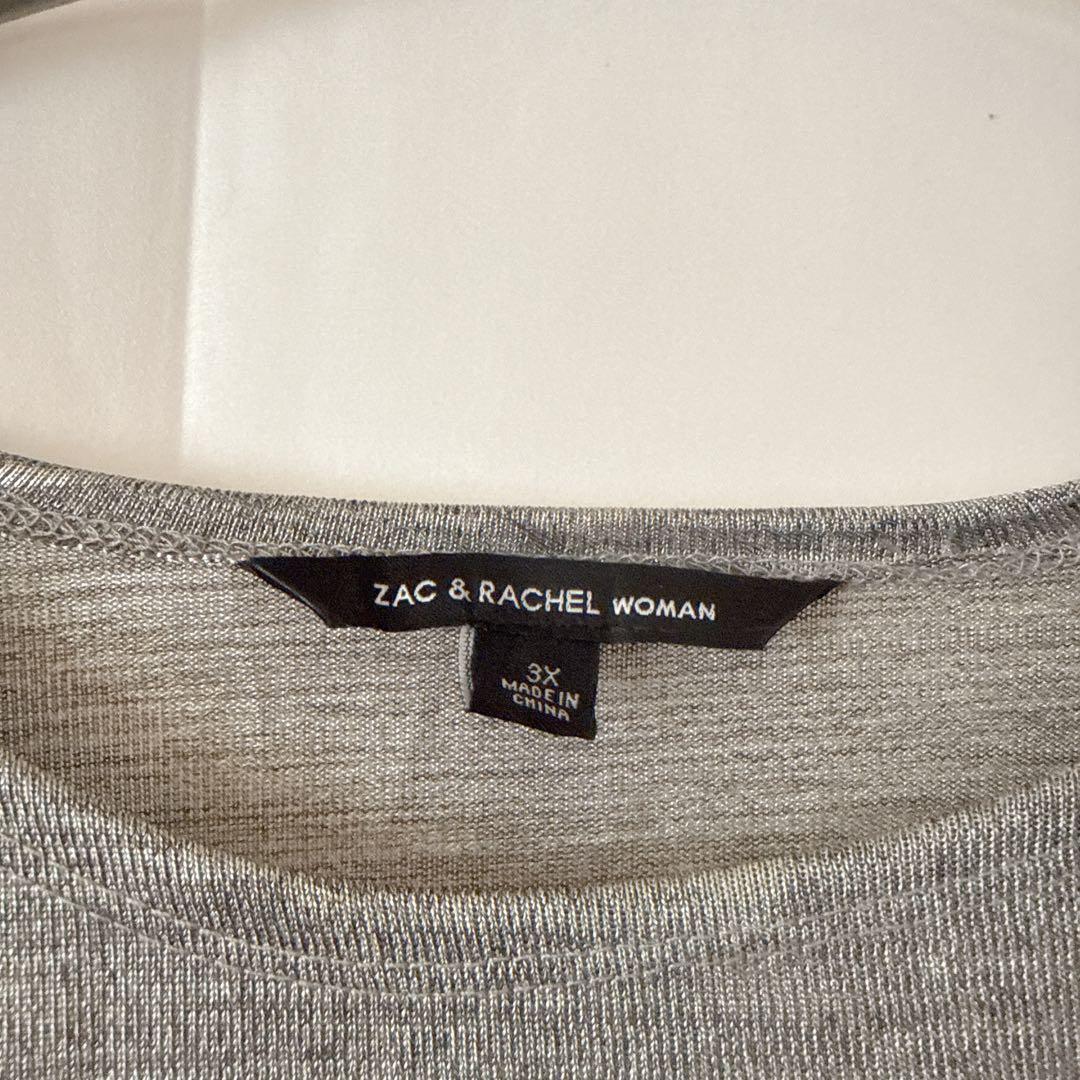 ZAC & RACHEL WOMAN
3X
MADE IN
CHINA